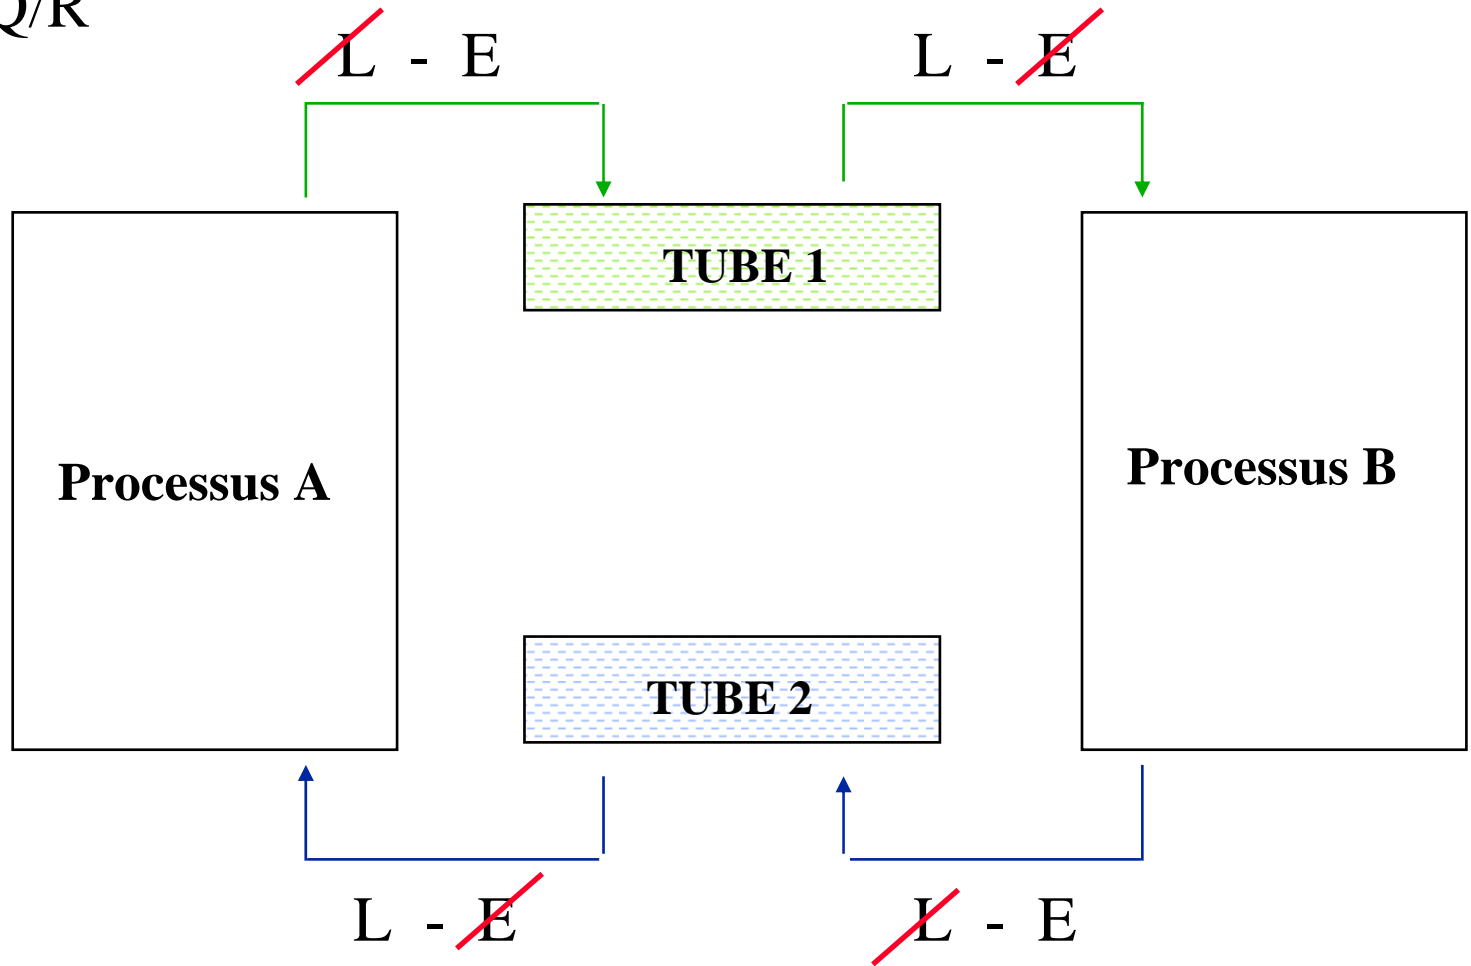 Q/R
L - E
L - E
TUBE 1
Processus A
Processus B
TUBE 2
L - E
L - E